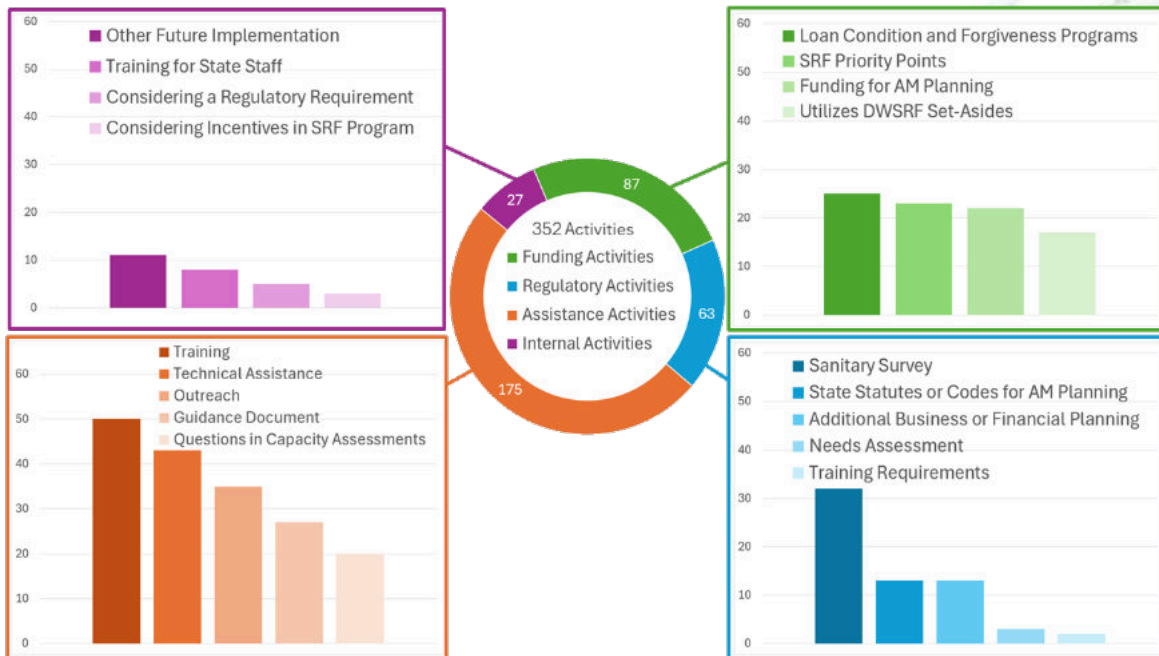 60
50
40
30
20
10
0
Other Future Implementation
Training for State Staff
Considering a Regulatory Requirement
Considering Incentives in SRF Program
60
50
40
30
20
10
0
Loan Condition and Forgiveness Programs
SRF Priority Points
Funding for AM Planning
Utilizes DWSRF Set-Asides
27
87
63
175
352 Activities
Funding Activities
Regulatory Activities
Assistance Activities
Internal Activities
60
50
40
30
20
10
0
Training
Technical Assistance
Outreach
Guidance Document
Questions in Capacity Assessments
60
50
40
30
20
10
0
Sanitary Survey
State Statutes or Codes for AM Planning
Additional Business or Financial Planning
Needs Assessment
Training Requirements